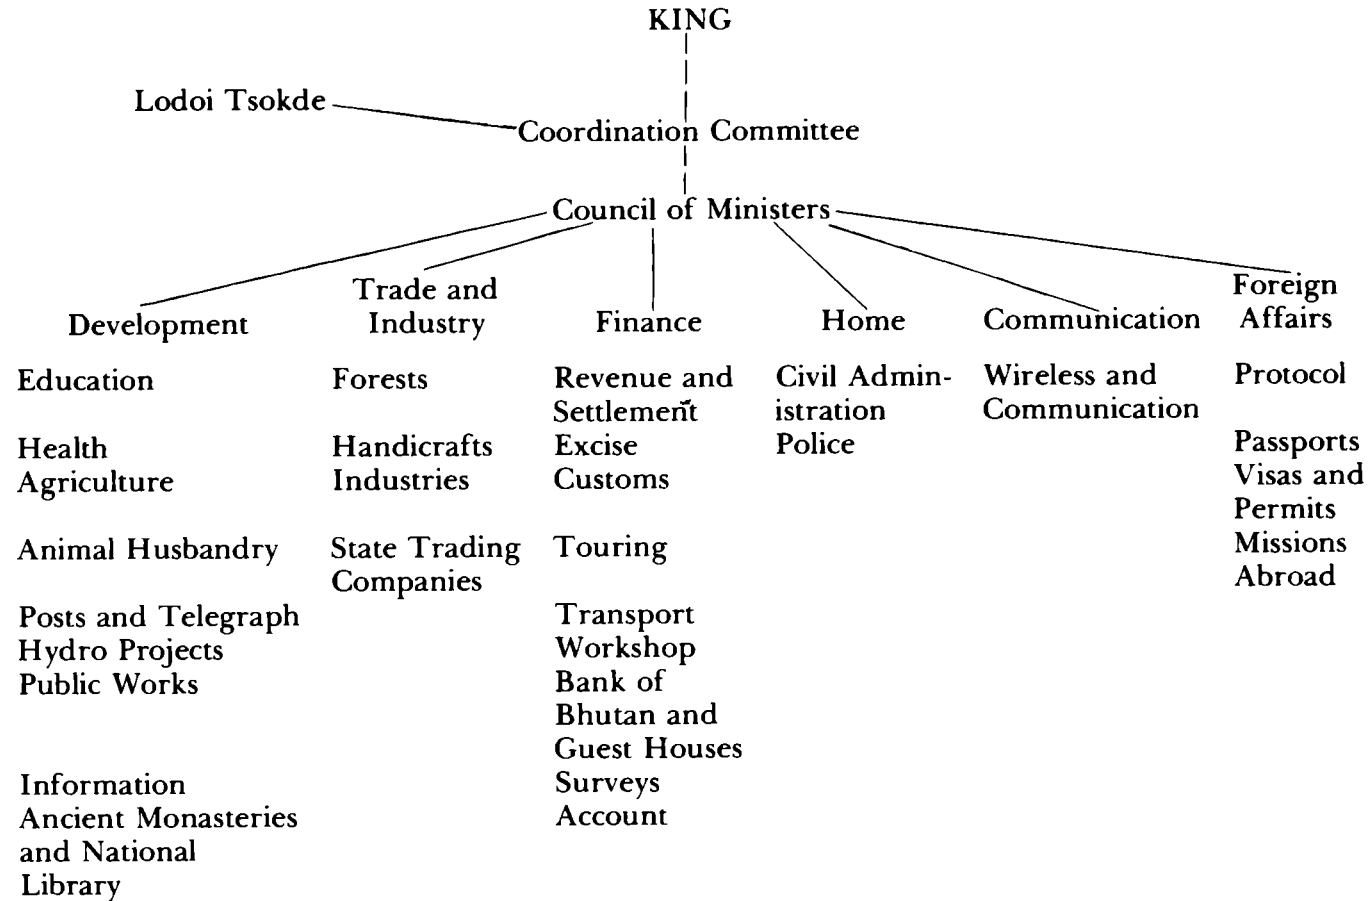 KING
Lodoi Tsokde
Coordination Committee
Council of Ministers
Development
Trade and
Industry
Finance
Home
Communication
Foreign
Affairs
Education
Health
Agriculture
Animal Husbandry
Posts and Telegraph
Hydro Projects
Public Works
Information
Ancient Monasteries
and National
Library
Forests
Handicrafts
Industries
State Trading
Companies
Revenue and
Settlement
Excise
Customs
Touring
Transport
Workshop
Bank of
Bhutan and
Guest Houses
Surveys
Account
Civil Admin-
istration
Police
Wireless and
Communication
Protocol
Passports
Visas and
Permits
Missions
Abroad